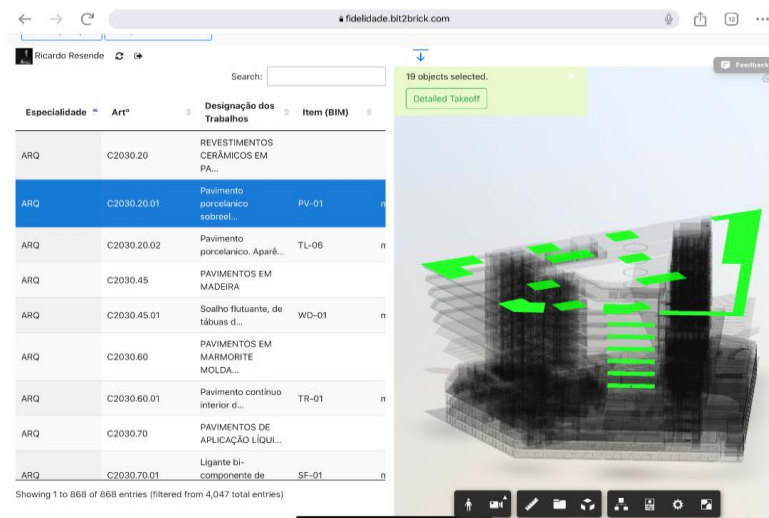 fidelidade.bit2brick.com
12
Ricardo Resende
Search:
Especialidade Artº Designação dos Trabalhos Item (BIM)
ARQ C2030.20 REVESTIMENTOS CERÂMICOS EM PA...
ARQ C2030.20.01 Pavimento porcelanico sobreel... PV-01
ARQ C2030.20.02 Pavimento porcelanico. Aparê... TL-06
ARQ C2030.45 PAVIMENTOS EM MADEIRA
ARQ C2030.45.01 Soalho flutuante, de tábuas d... WD-01
ARQ C2030.60 PAVIMENTOS EM MARMORITE MOLDA...
ARQ C2030.60.01 Pavimento contínuo interior d... TR-01
ARQ C2030.70 PAVIMENTOS DE APLICAÇÃO LÍQUI...
ARQ C2030.70.01 Ligante bi-componente de SF-01
Showing 1 to 868 of 868 entries (filtered from 4,047 total entries)
19 objects selected.
Detailed Takeoff
Feedback